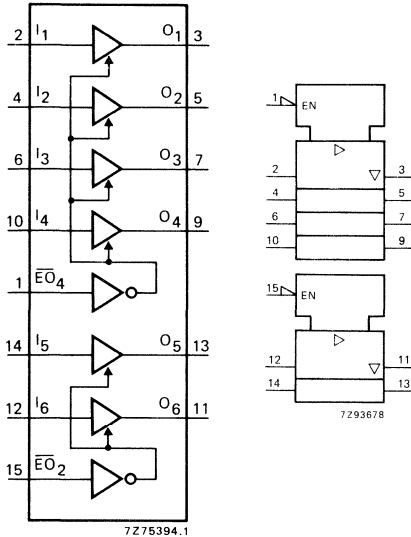 2 I1 O1 3
4 I2 O2 5
6 I3 O3 7
10 I4 O4 9
1 E̅O̅4
14 I5 O5 13
12 I6 O6 11
15 E̅O̅2
7Z75394.1
1 EN
2 3
4 5
6 7
10 9
15 EN
12 11
14 13
7Z93678